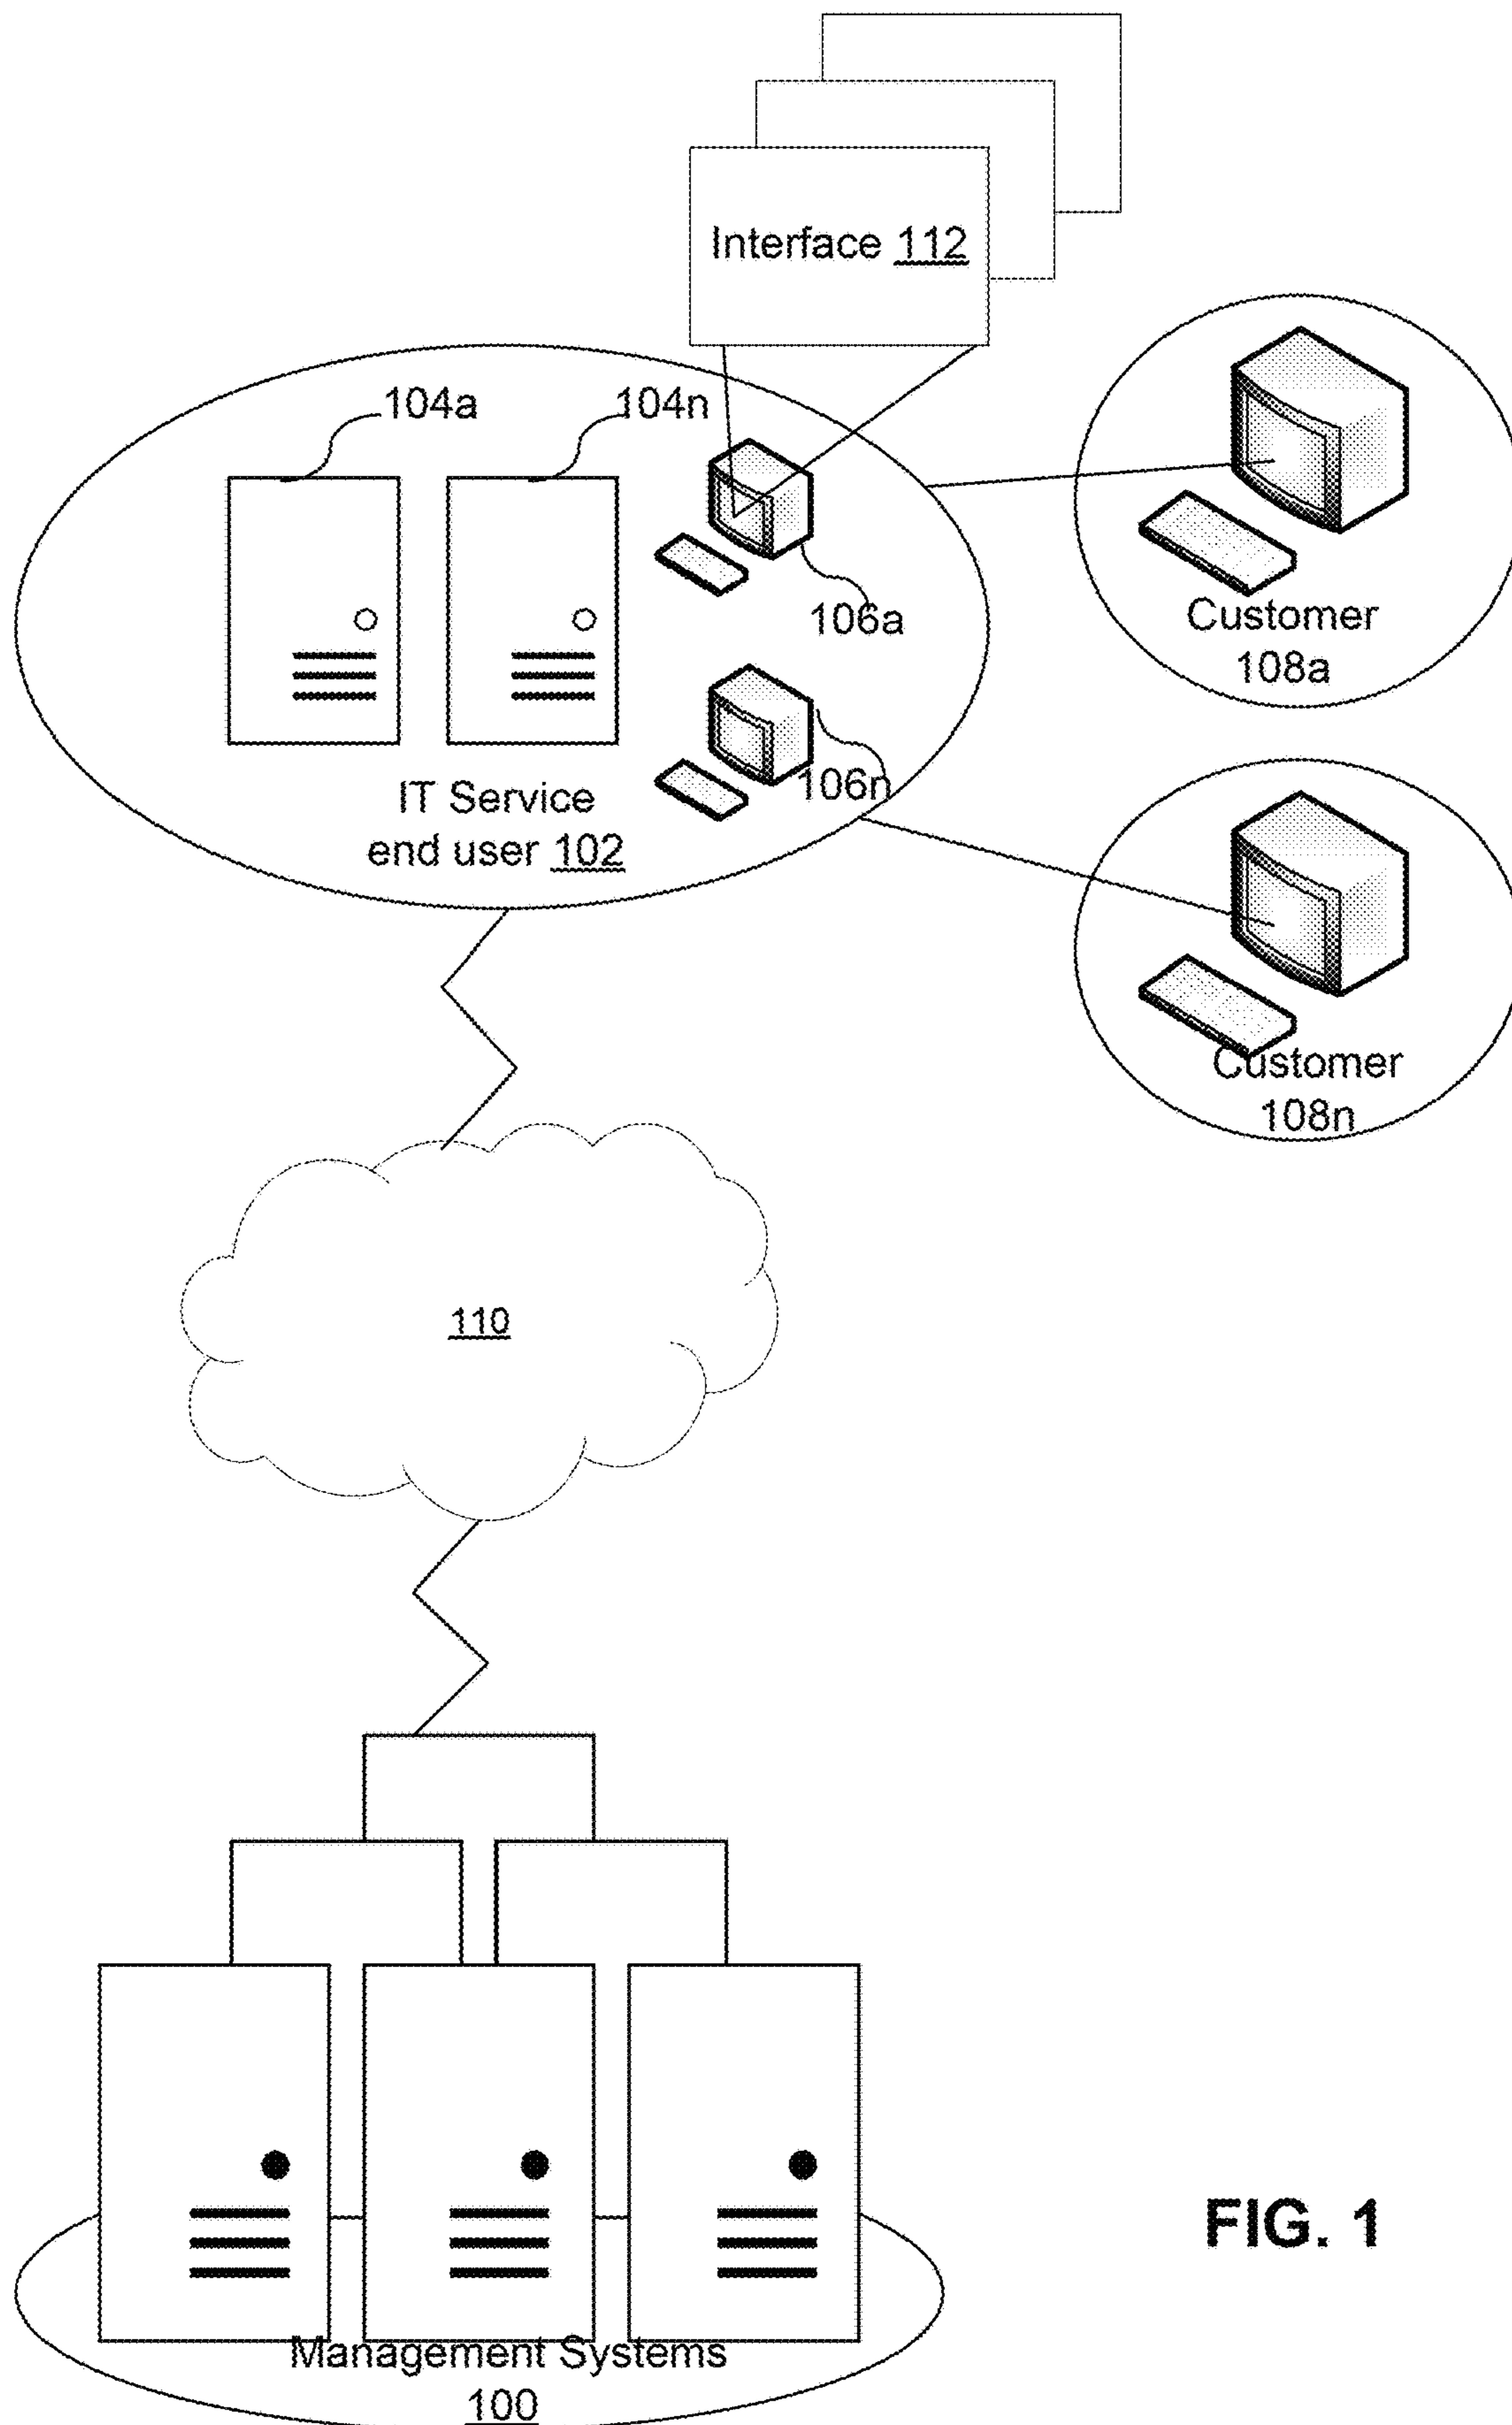 Interface 112
104a
104n
106a
Customer
108a
106n
IT Service
end user 102
Customer
108n
110
FIG. 1
Management Systems
100